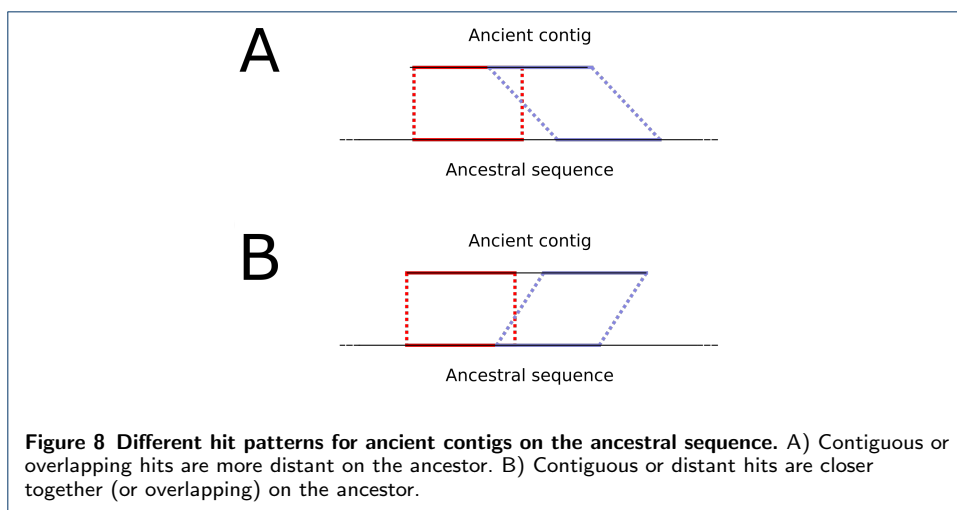 A
Ancient contig
Ancestral sequence
B
Ancient contig
Ancestral sequence
Figure 8 Different hit patterns for ancient contigs on the ancestral sequence. A) Contiguous or
overlapping hits are more distant on the ancestor. B) Contiguous or distant hits are closer
together (or overlapping) on the ancestor.